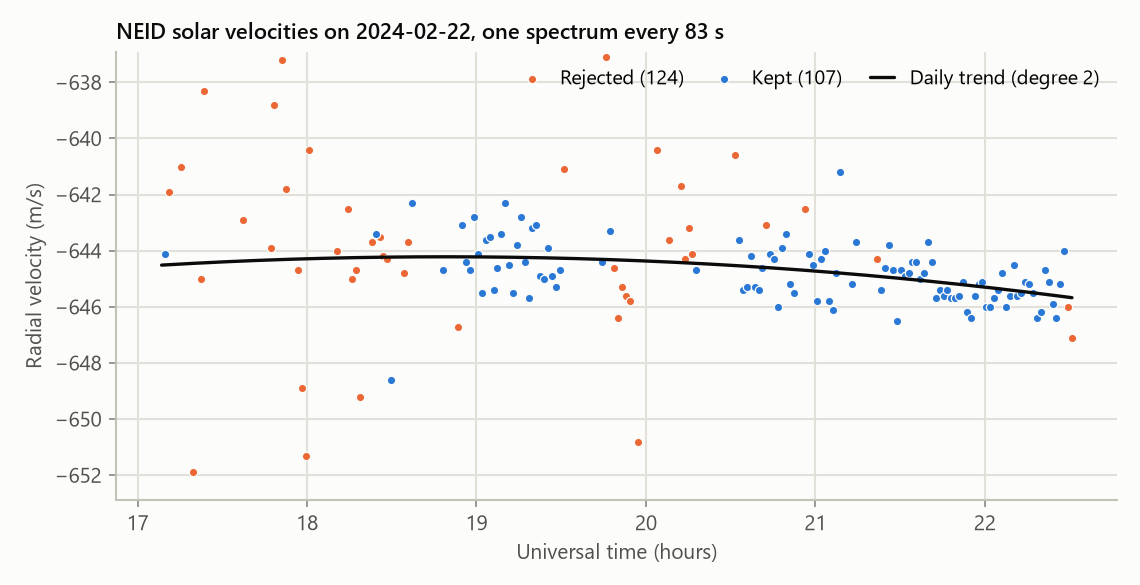 NEID solar velocities on 2024-02-22, one spectrum every 83 s
Rejected (124) Kept (107) Daily trend (degree 2)
−638
−640
−642
−644
−646
−648
−650
−652
Radial velocity (m/s)
17 18 19 20 21 22
Universal time (hours)